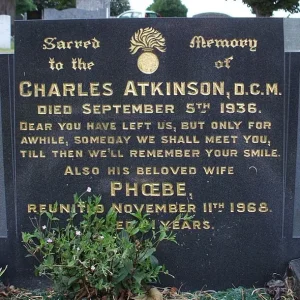 Sacred Memory
to the of
CHARLES ATKINSON, D.C.M.
DIED SEPTEMBER 5TH 1936.
DEAR YOU HAVE LEFT US, BUT ONLY FOR
AWHILE, SOMEDAY WE SHALL MEET YOU,
TILL THEN WE'LL REMEMBER YOUR SMILE.
ALSO HIS BELOVED WIFE
PHŒBE,
REUNITED NOVEMBER 11TH 1968.
YEARS.